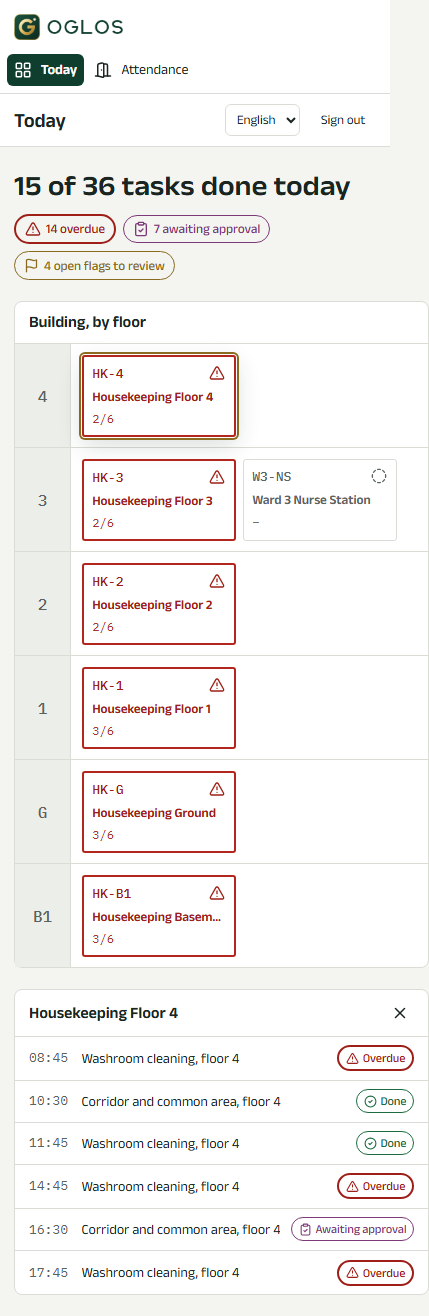 OGLOS
Today Attendance
Today English Sign out
15 of 36 tasks done today
14 overdue 7 awaiting approval
4 open flags to review
Building, by floor
4
HK-4
Housekeeping Floor 4
2/6
3
HK-3
Housekeeping Floor 3
2/6
W3-NS
Ward 3 Nurse Station
–
2
HK-2
Housekeeping Floor 2
2/6
1
HK-1
Housekeeping Floor 1
3/6
G
HK-G
Housekeeping Ground
3/6
B1
HK-B1
Housekeeping Basem...
3/6
Housekeeping Floor 4
08:45 Washroom cleaning, floor 4 Overdue
10:30 Corridor and common area, floor 4 Done
11:45 Washroom cleaning, floor 4 Done
14:45 Washroom cleaning, floor 4 Overdue
16:30 Corridor and common area, floor 4 Awaiting approval
17:45 Washroom cleaning, floor 4 Overdue